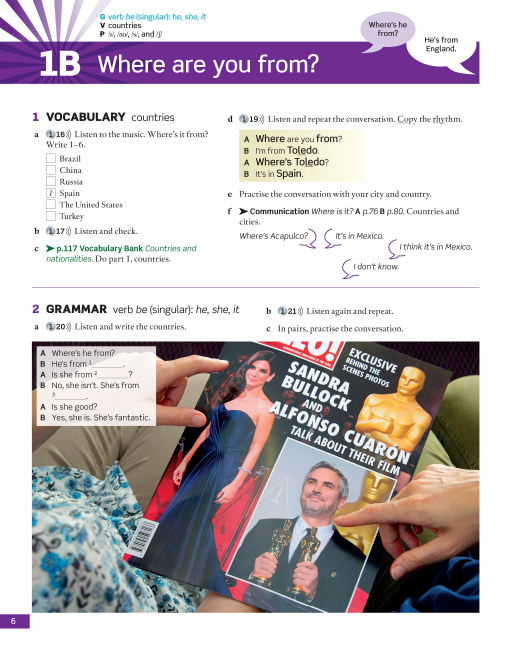 G verb be (singular): he, she, it
V countries
P /ɪ/, /əʊ/, /s/, and /ʃ/
Where's he
from?
He's from
England.
1B Where are you from?
1 VOCABULARY countries
a 1 16 Listen to the music. Where's it from?
Write 1–6.
Brazil
China
Russia
1 Spain
The United States
Turkey
b 1 17 Listen and check.
c ➤ p.117 Vocabulary Bank Countries and
nationalities. Do part 1, countries.
d 1 19 Listen and repeat the conversation. Copy the rhythm.
A Where are you from?
B I'm from Toledo.
A Where's Toledo?
B It's in Spain.
e Practise the conversation with your city and country.
f ➤ Communication Where is it? A p.76 B p.80. Countries and
cities.
Where's Acapulco?
It's in Mexico.
I think it's in Mexico.
I don't know.
2 GRAMMAR verb be (singular): he, she, it
a 1 20 Listen and write the countries.
b 1 21 Listen again and repeat.
c In pairs, practise the conversation.
A Where's he from?
B He's from 1 ________.
A Is she from 2 ________?
B No, she isn't. She's from
3 ________.
A Is she good?
B Yes, she is. She's fantastic.
EXCLUSIVE
BEHIND THE
SCENES PHOTOS
SANDRA
BULLOCK
AND
ALFONSO CUARÓN
TALK ABOUT THEIR FILM
6